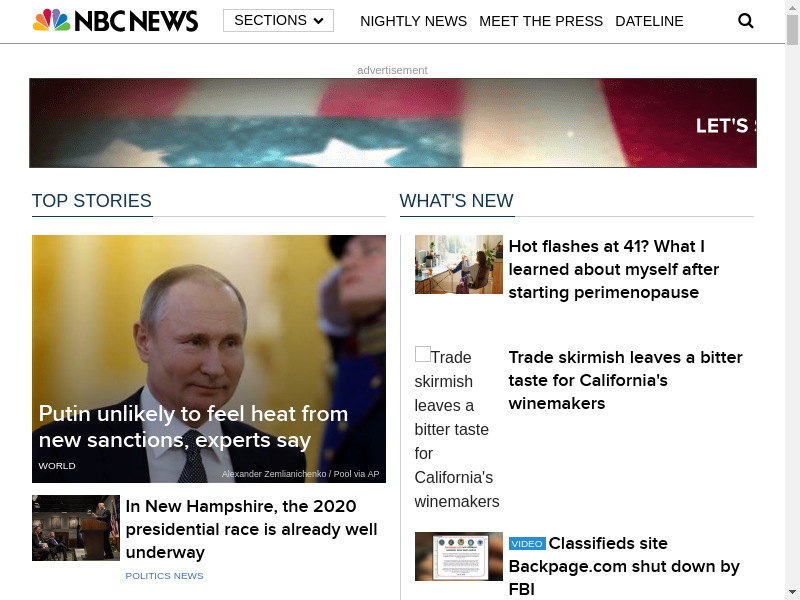 NBC NEWS
SECTIONS
NIGHTLY NEWS
MEET THE PRESS
DATELINE
advertisement
LET'S
TOP STORIES
Putin unlikely to feel heat from
new sanctions, experts say
WORLD
Alexander Zemlianichenko / Pool via AP
In New Hampshire, the 2020
presidential race is already well
underway
POLITICS NEWS
WHAT'S NEW
Hot flashes at 41? What I
learned about myself after
starting perimenopause
Trade
skirmish
leaves a
bitter taste
for
California's
winemakers
Trade skirmish leaves a bitter
taste for California's
winemakers
VIDEO Classifieds site
Backpage.com shut down by
FBI